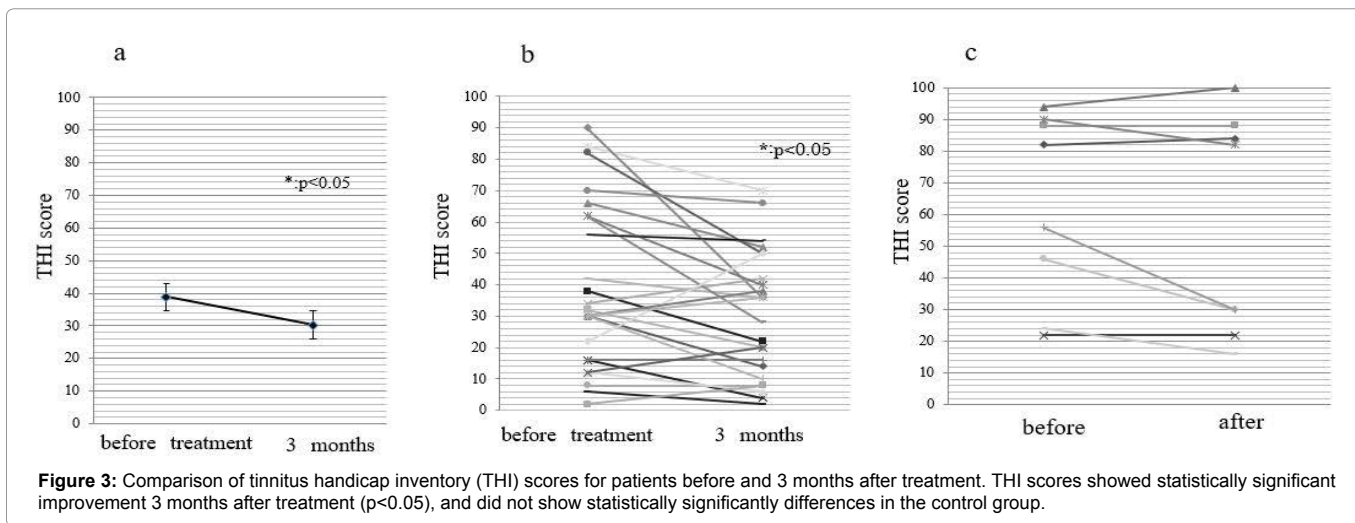 a
100
90
80
70
60
50
40
30
20
10
0
THI score
*:p<0.05
before treatment
3 months
b
100
90
80
70
60
50
40
30
20
10
0
THI score
*:p<0.05
before treatment
3 months
c
100
90
80
70
60
50
40
30
20
10
0
THI score
before
after
Figure 3: Comparison of tinnitus handicap inventory (THI) scores for patients before and 3 months after treatment. THI scores showed statistically significant
improvement 3 months after treatment (p<0.05), and did not show statistically significantly differences in the control group.